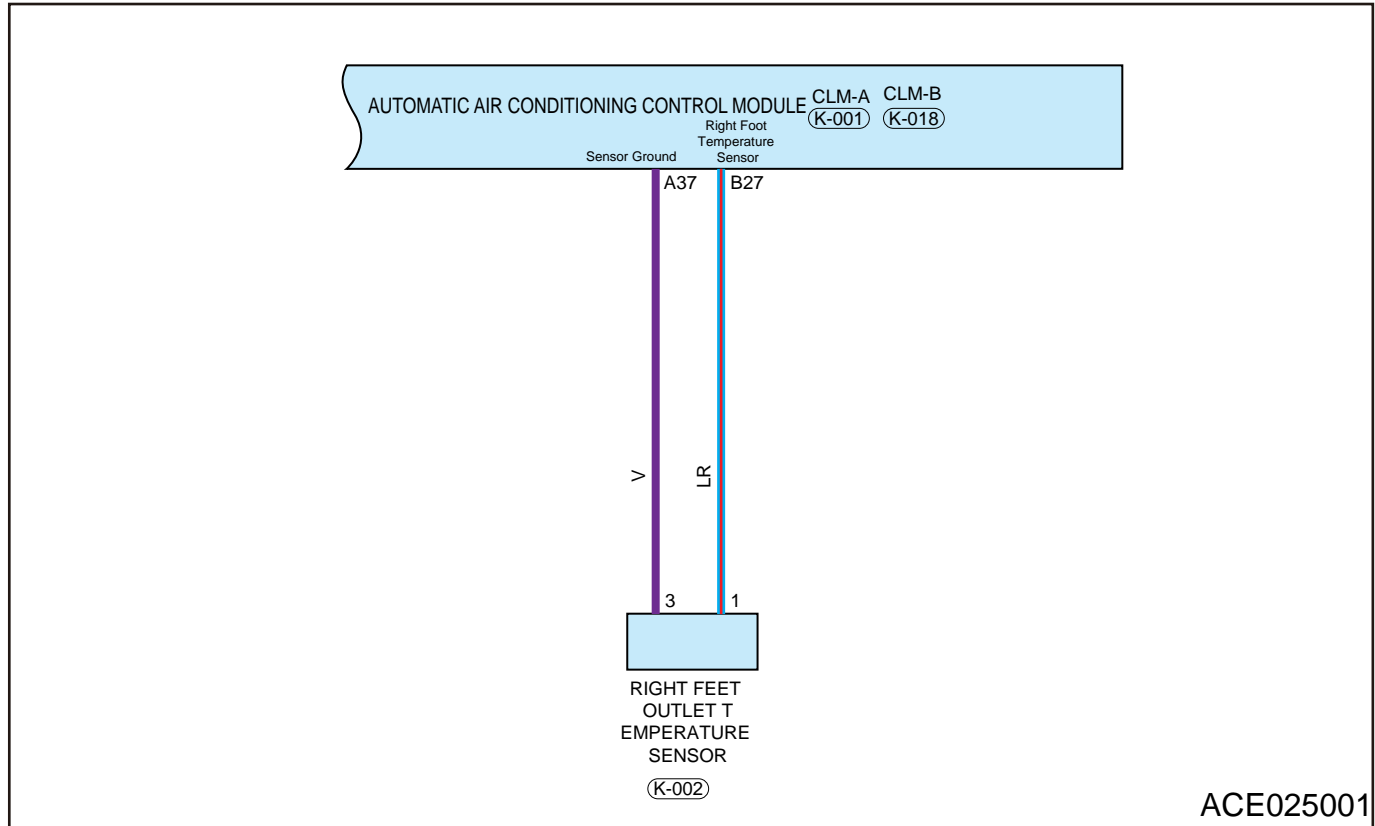 AUTOMATIC AIR CONDITIONING CONTROL MODULE
CLM-A CLM-B
K-001 K-018
Right Foot
Temperature
Sensor
Sensor Ground
A37 B27
V LR
3 1
RIGHT FEET
OUTLET T
EMPERATURE
SENSOR
K-002
ACE025001